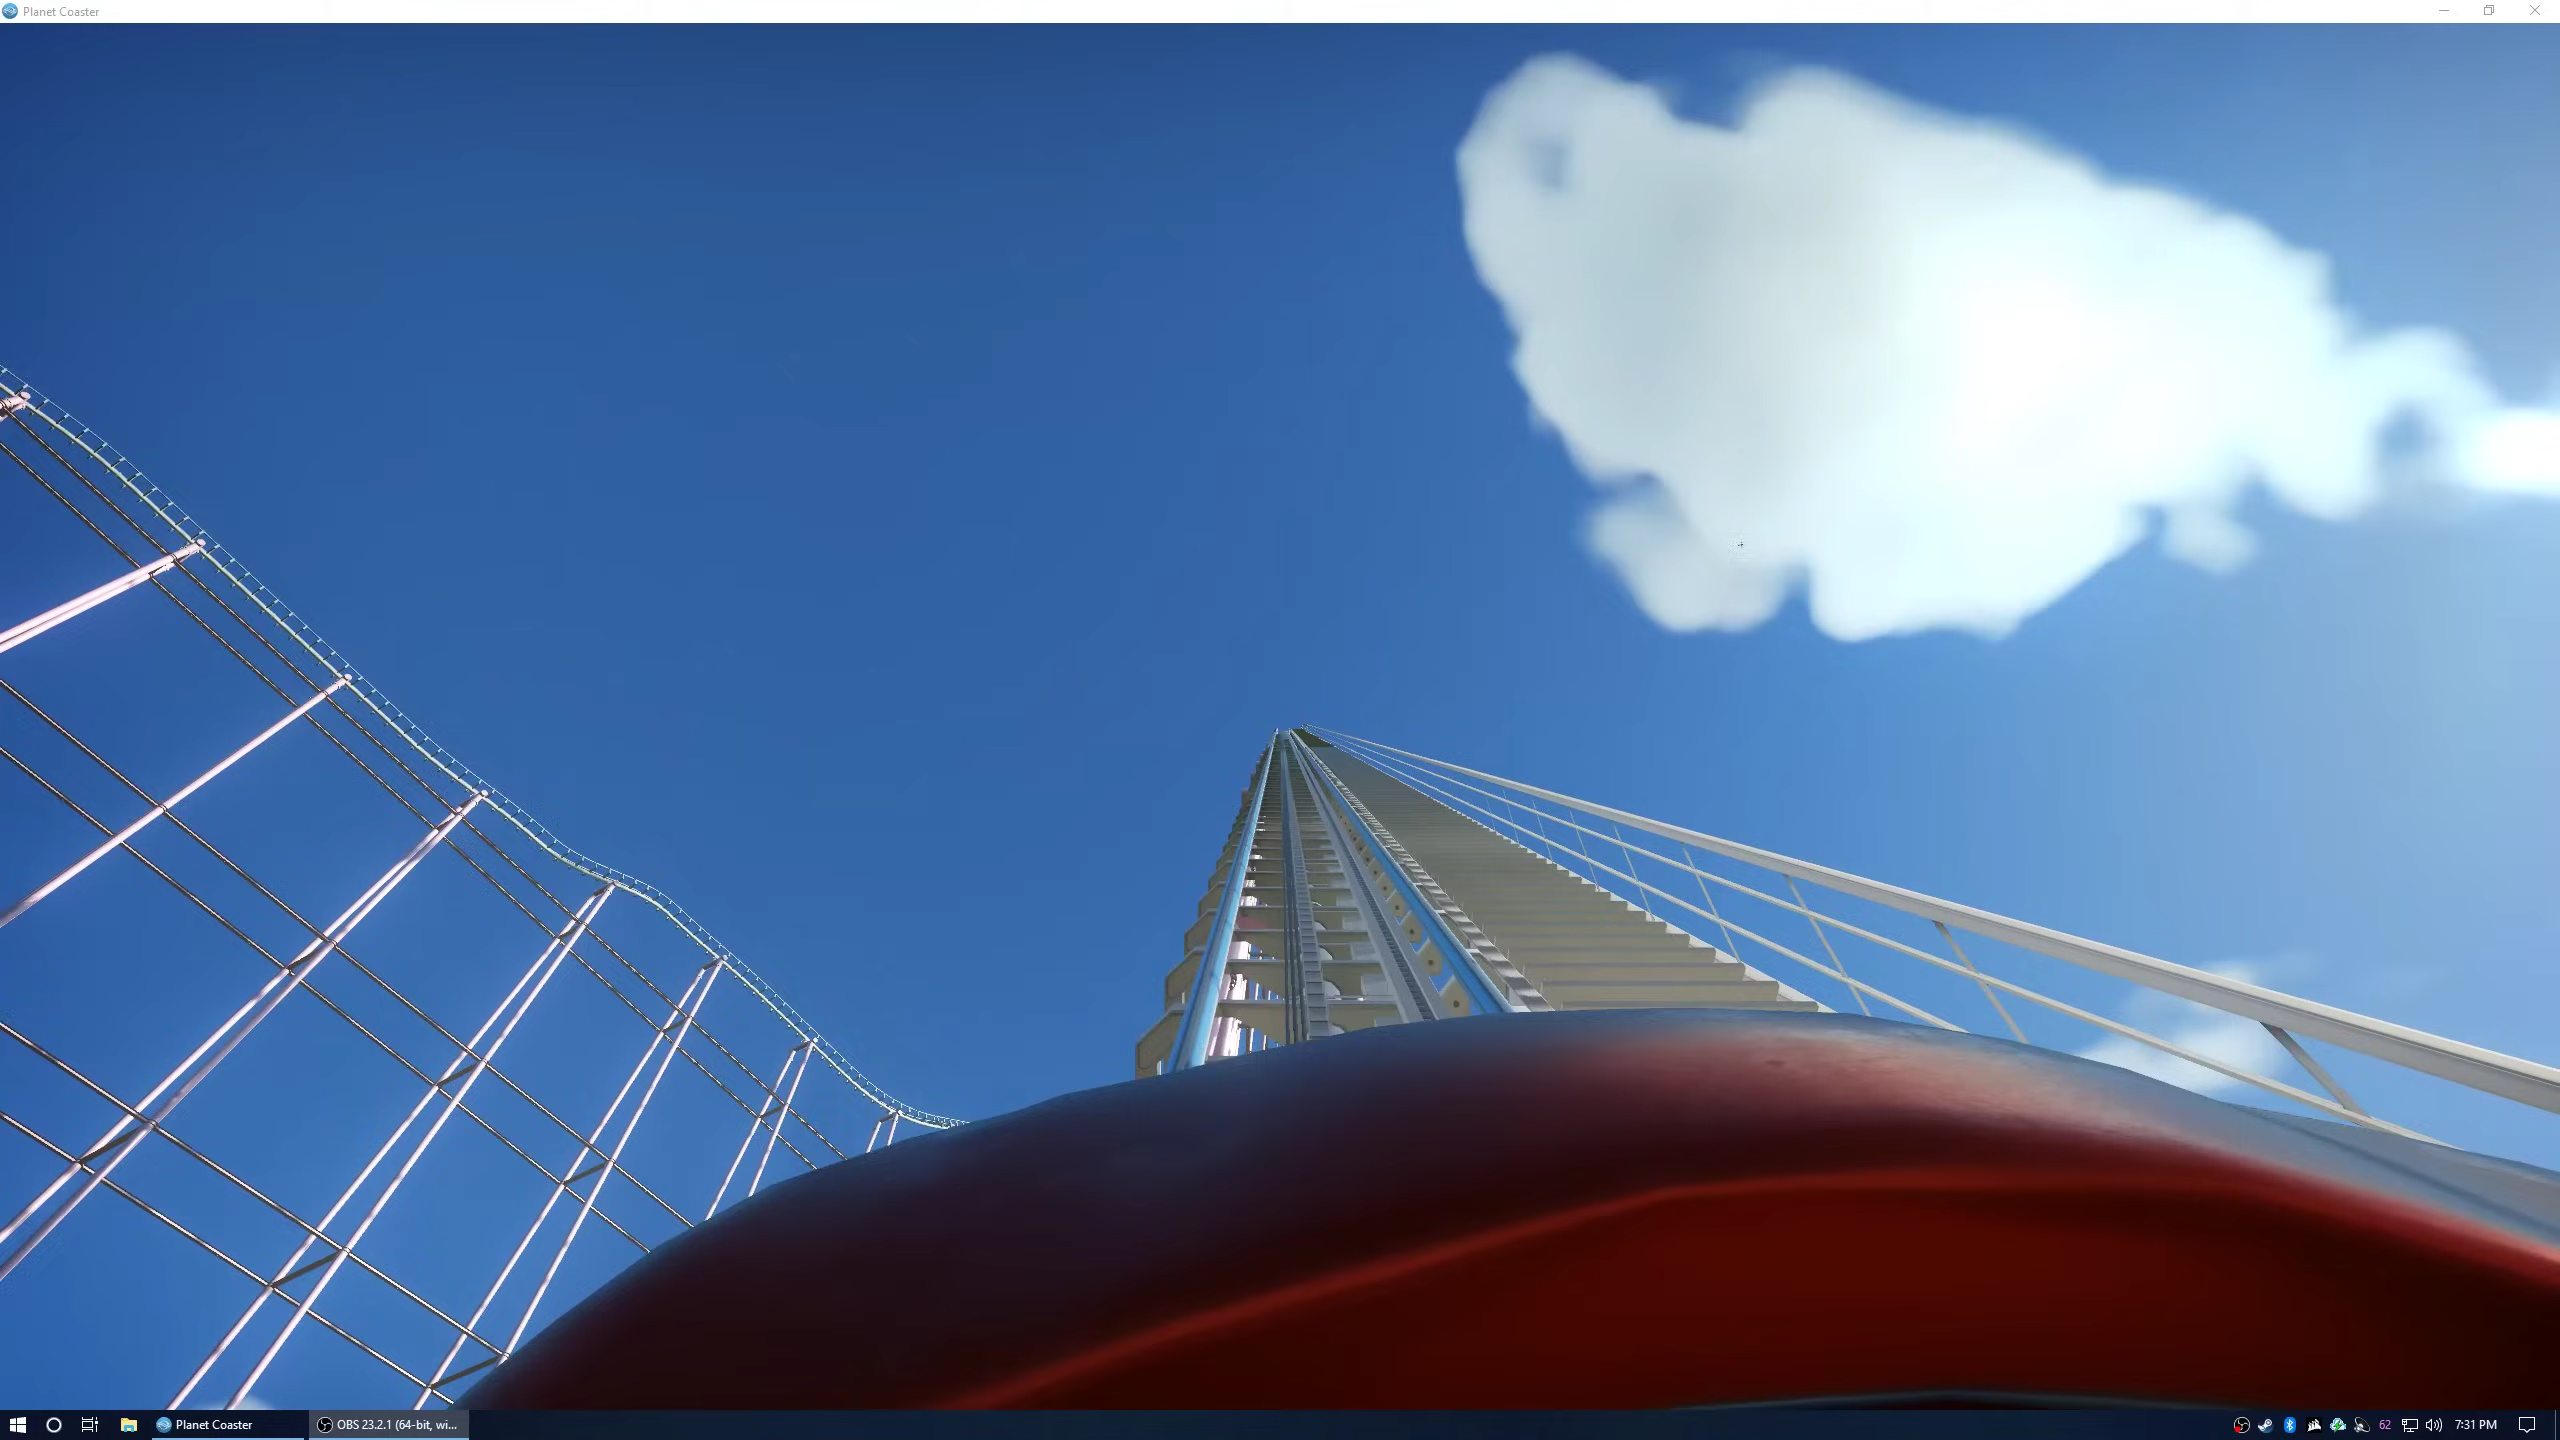 Planet Coaster
Planet Coaster
OBS 23.2.1 (64-bit, wi...
62
7:31 PM